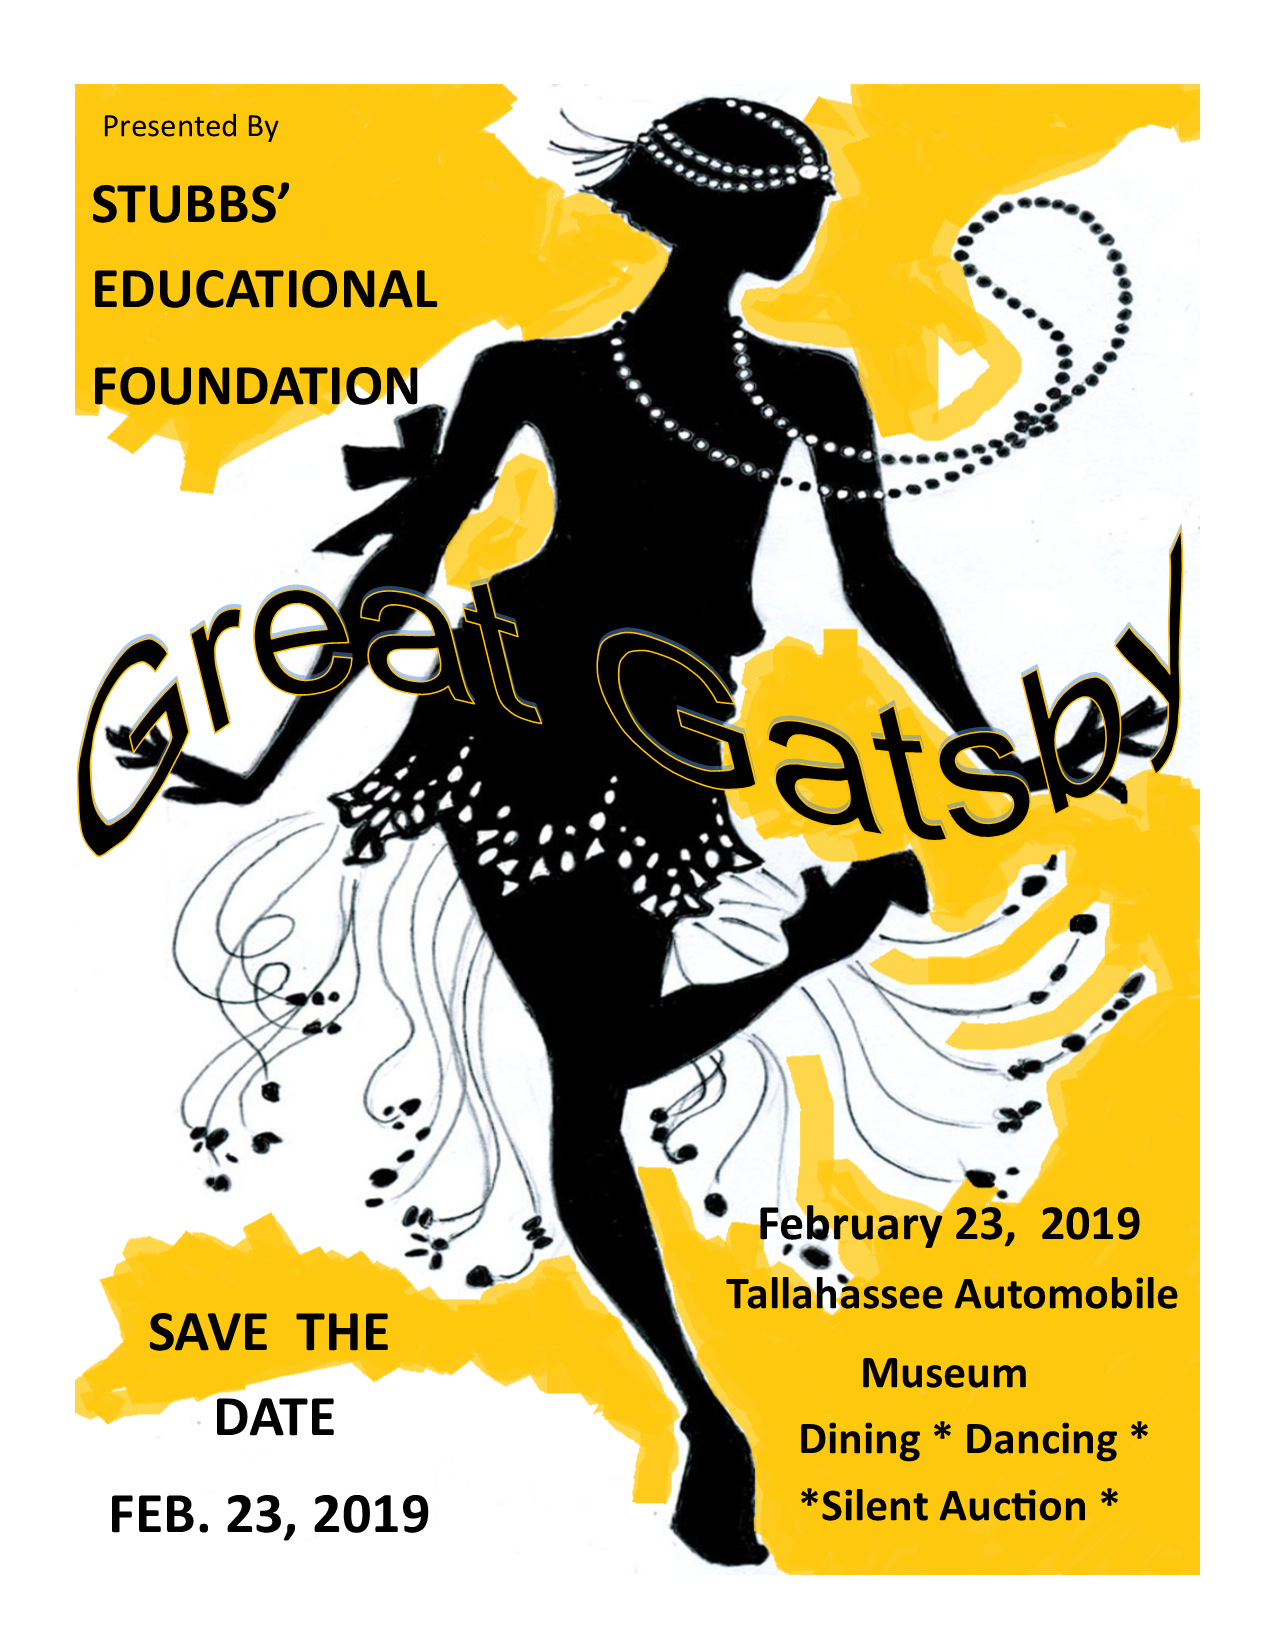 Presented By
STUBBS’
EDUCATIONAL
FOUNDATION
Great Gatsby
February 23,  2019
Tallahassee Automobile
Museum
Dining * Dancing *
*Silent Auction *
SAVE  THE
DATE
FEB. 23, 2019